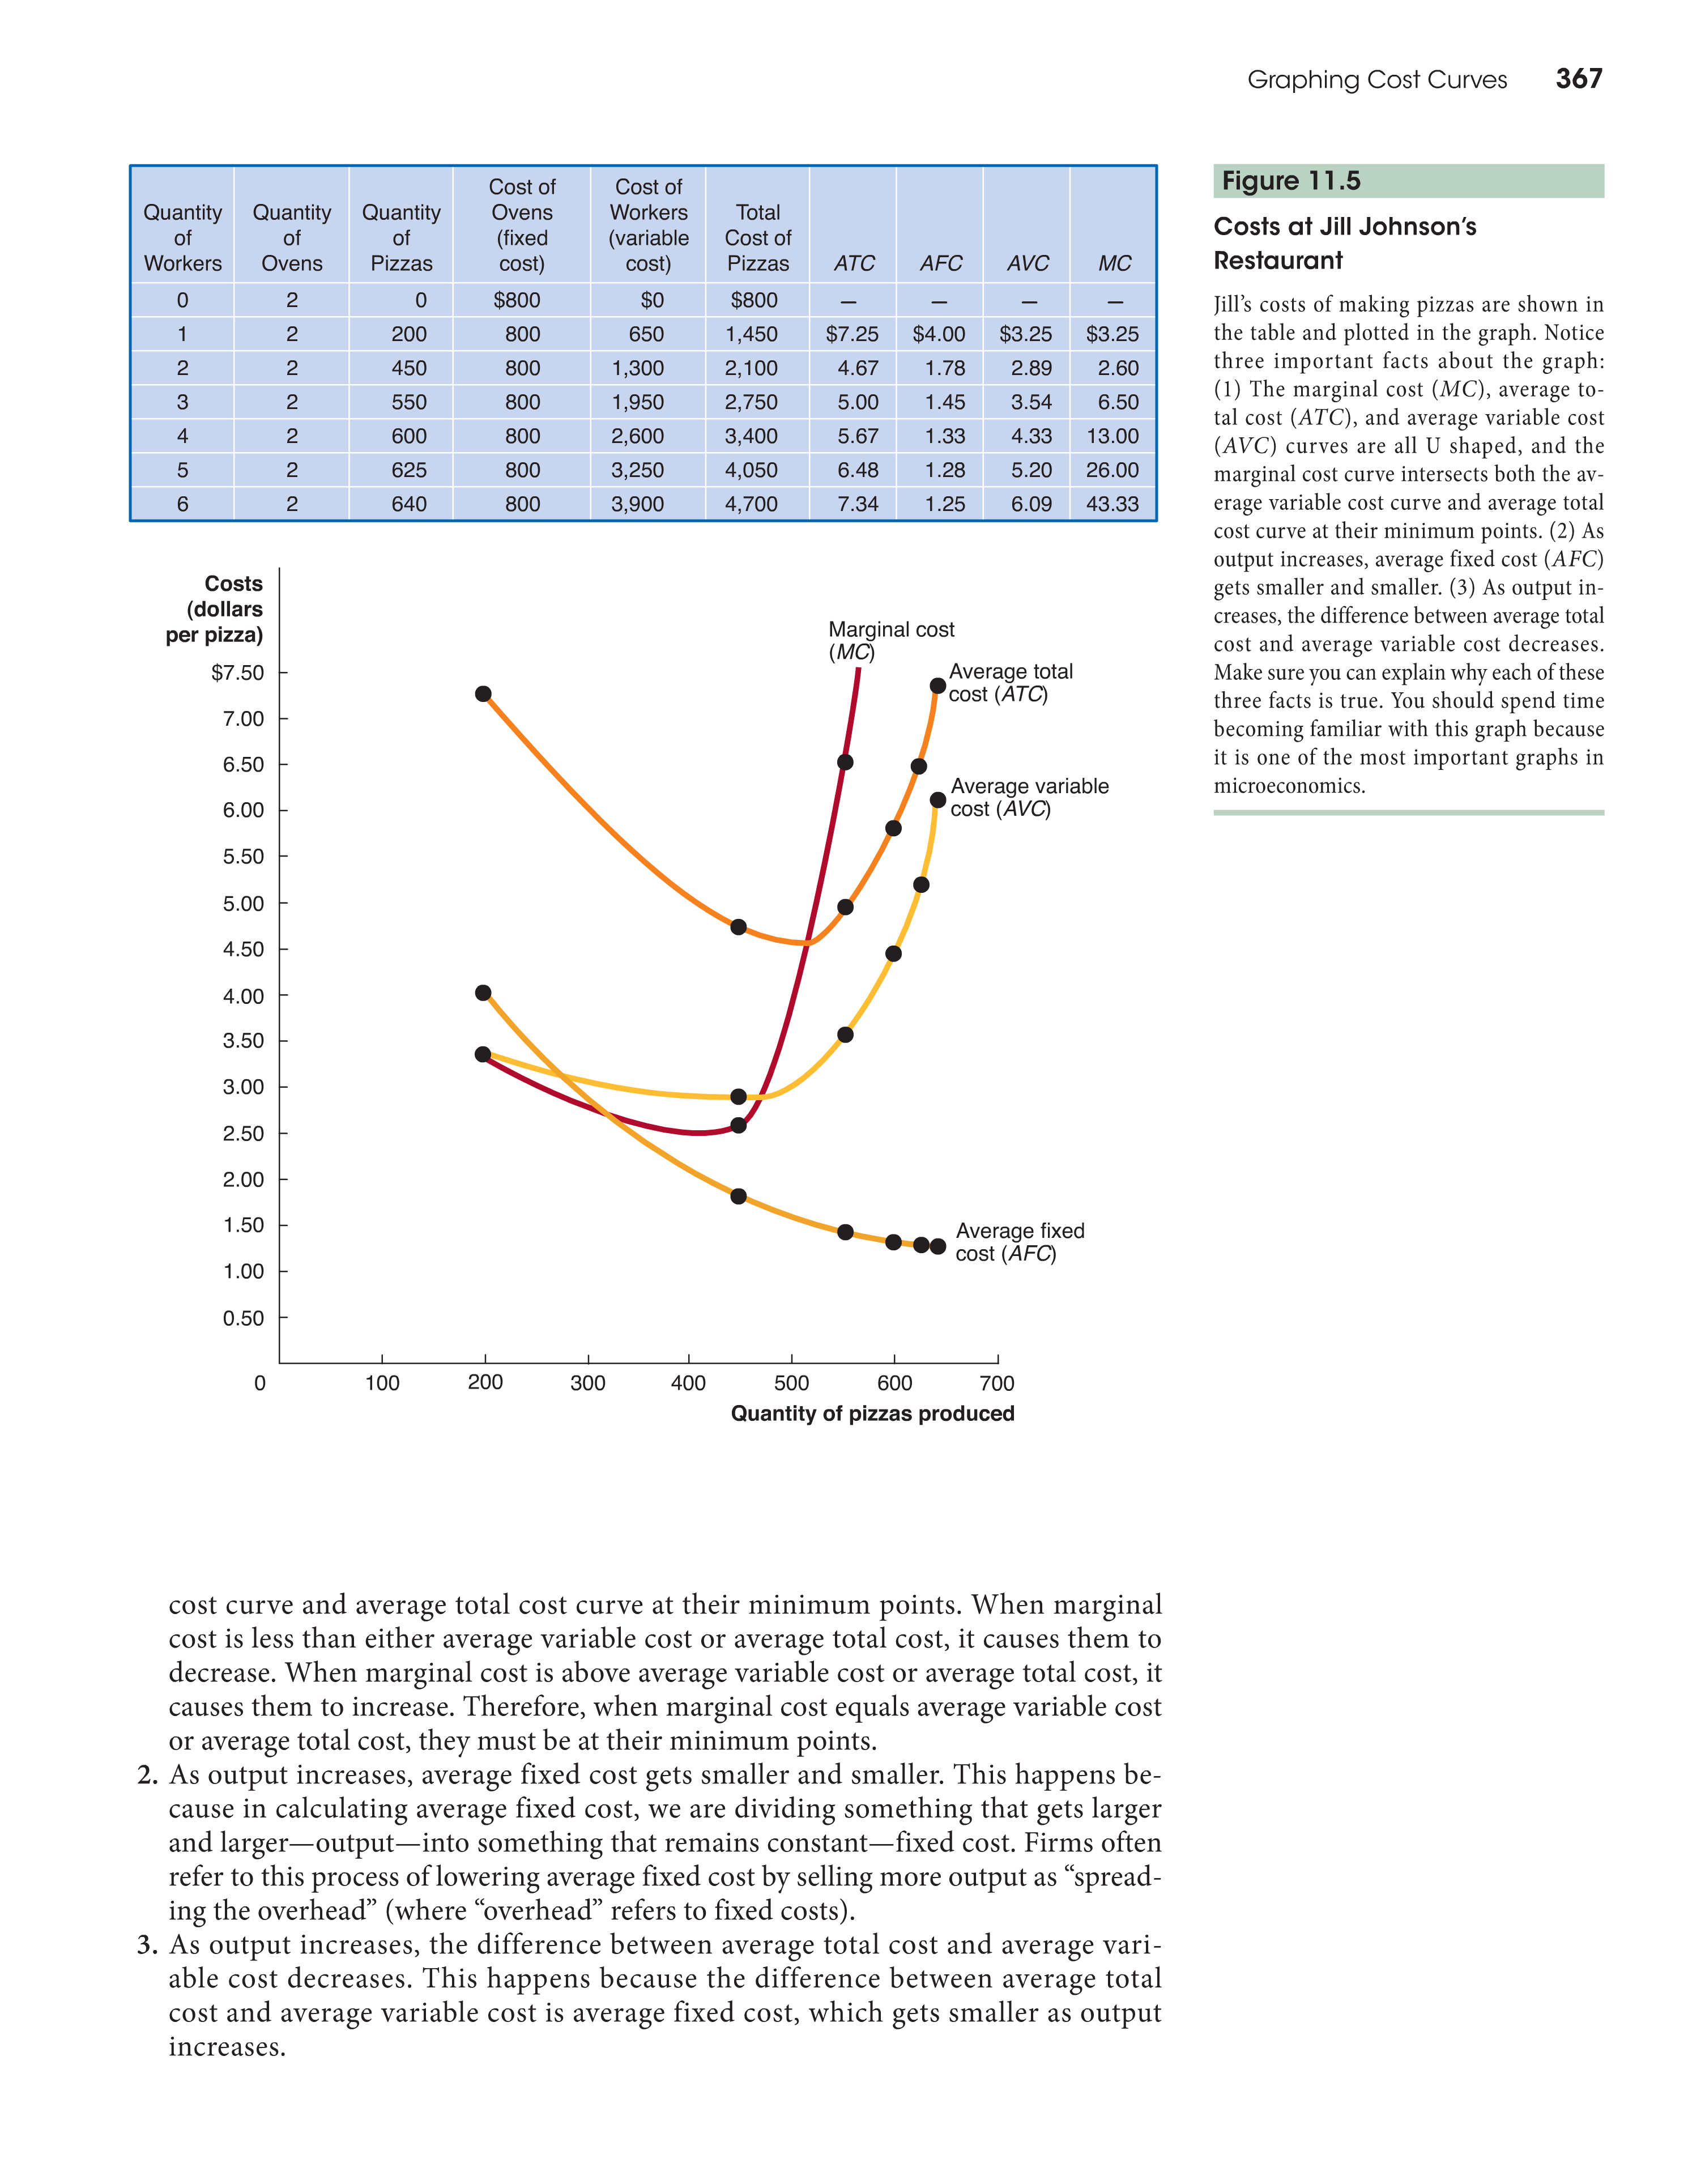 Graphing Cost Curves 367
Quantity of Workers Quantity of Ovens Quantity of Pizzas Cost of Ovens (fixed cost) Cost of Workers (variable cost) Total Cost of Pizzas ATC AFC AVC MC
0 2 0 $800 $0 $800 — — — —
1 2 200 800 650 1,450 $7.25 $4.00 $3.25 $3.25
2 2 450 800 1,300 2,100 4.67 1.78 2.89 2.60
3 2 550 800 1,950 2,750 5.00 1.45 3.54 6.50
4 2 600 800 2,600 3,400 5.67 1.33 4.33 13.00
5 2 625 800 3,250 4,050 6.48 1.28 5.20 26.00
6 2 640 800 3,900 4,700 7.34 1.25 6.09 43.33
Figure 11.5
Costs at Jill Johnson’s
Restaurant
Jill’s costs of making pizzas are shown in
the table and plotted in the graph. Notice
three important facts about the graph:
(1) The marginal cost (MC), average to-
tal cost (ATC), and average variable cost
(AVC) curves are all U shaped, and the
marginal cost curve intersects both the av-
erage variable cost curve and average total
cost curve at their minimum points. (2) As
output increases, average fixed cost (AFC)
gets smaller and smaller. (3) As output in-
creases, the difference between average total
cost and average variable cost decreases.
Make sure you can explain why each of these
three facts is true. You should spend time
becoming familiar with this graph because
it is one of the most important graphs in
microeconomics.
Costs
(dollars
per pizza)
$7.50
7.00
6.50
6.00
5.50
5.00
4.50
4.00
3.50
3.00
2.50
2.00
1.50
1.00
0.50
Marginal cost
(MC)
Average total
cost (ATC)
Average variable
cost (AVC)
Average fixed
cost (AFC)
0 100 200 300 400 500 600 700
Quantity of pizzas produced
cost curve and average total cost curve at their minimum points. When marginal
cost is less than either average variable cost or average total cost, it causes them to
decrease. When marginal cost is above average variable cost or average total cost, it
causes them to increase. Therefore, when marginal cost equals average variable cost
or average total cost, they must be at their minimum points.
2. As output increases, average fixed cost gets smaller and smaller. This happens be-
cause in calculating average fixed cost, we are dividing something that gets larger
and larger—output—into something that remains constant—fixed cost. Firms often
refer to this process of lowering average fixed cost by selling more output as “spread-
ing the overhead” (where “overhead” refers to fixed costs).
3. As output increases, the difference between average total cost and average vari-
able cost decreases. This happens because the difference between average total
cost and average variable cost is average fixed cost, which gets smaller as output
increases.